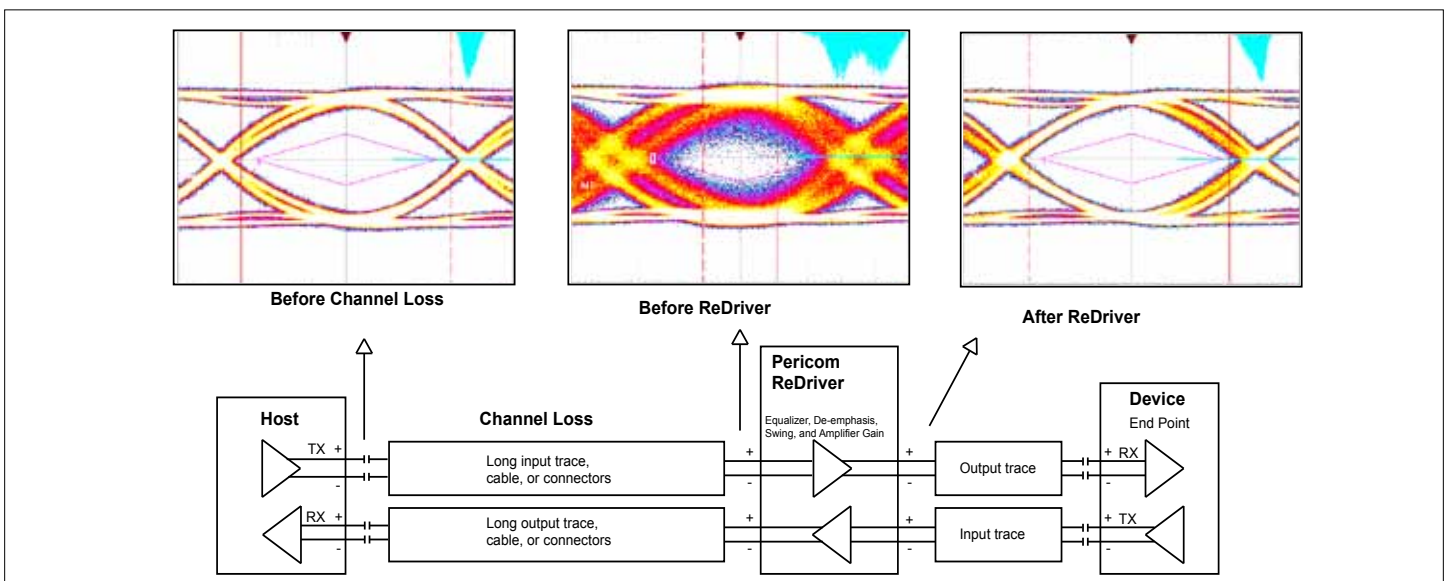 Before Channel Loss
Before ReDriver
After ReDriver
Pericom
ReDriver
Equalizer, De-emphasis,
Swing, and Amplifier Gain
Host
Channel Loss
Device
End Point
TX +
-
Long input trace,
cable, or connectors
+
-
+
-
Output trace
+ RX
-
RX +
-
Long output trace,
cable, or connectors
+
-
+
-
Input trace
+ TX
-